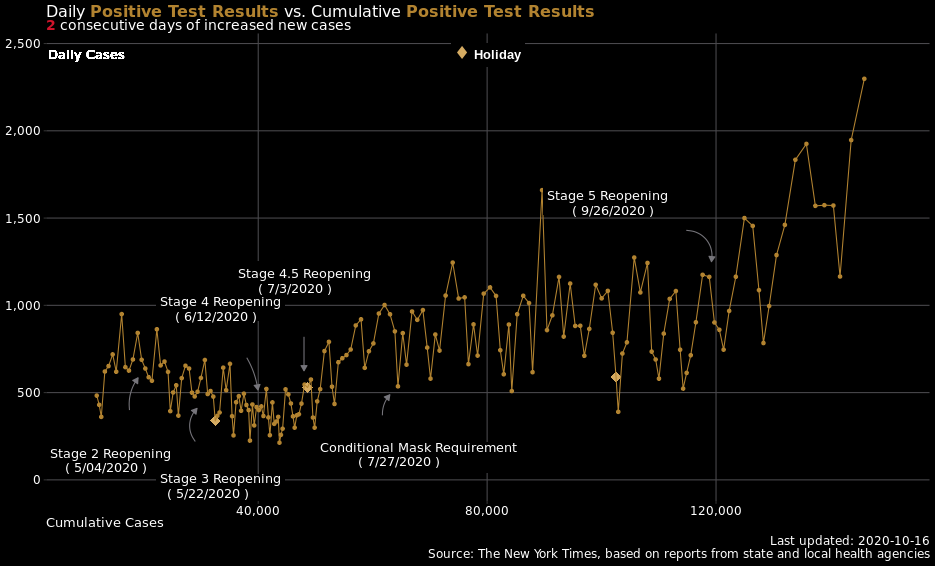 Daily Positive Test Results vs. Cumulative Positive Test Results
2 consecutive days of increased new cases
2,500
Daily Cases
Holiday
2,000
1,500
Stage 5 Reopening
( 9/26/2020 )
Stage 4.5 Reopening
( 7/3/2020 )
1,000
Stage 4 Reopening
( 6/12/2020 )
500
Conditional Mask Requirement
( 7/27/2020 )
Stage 2 Reopening
( 5/04/2020 )
0
Stage 3 Reopening
( 5/22/2020 )
40,000
80,000
120,000
Cumulative Cases
Last updated: 2020-10-16
Source: The New York Times, based on reports from state and local health agencies